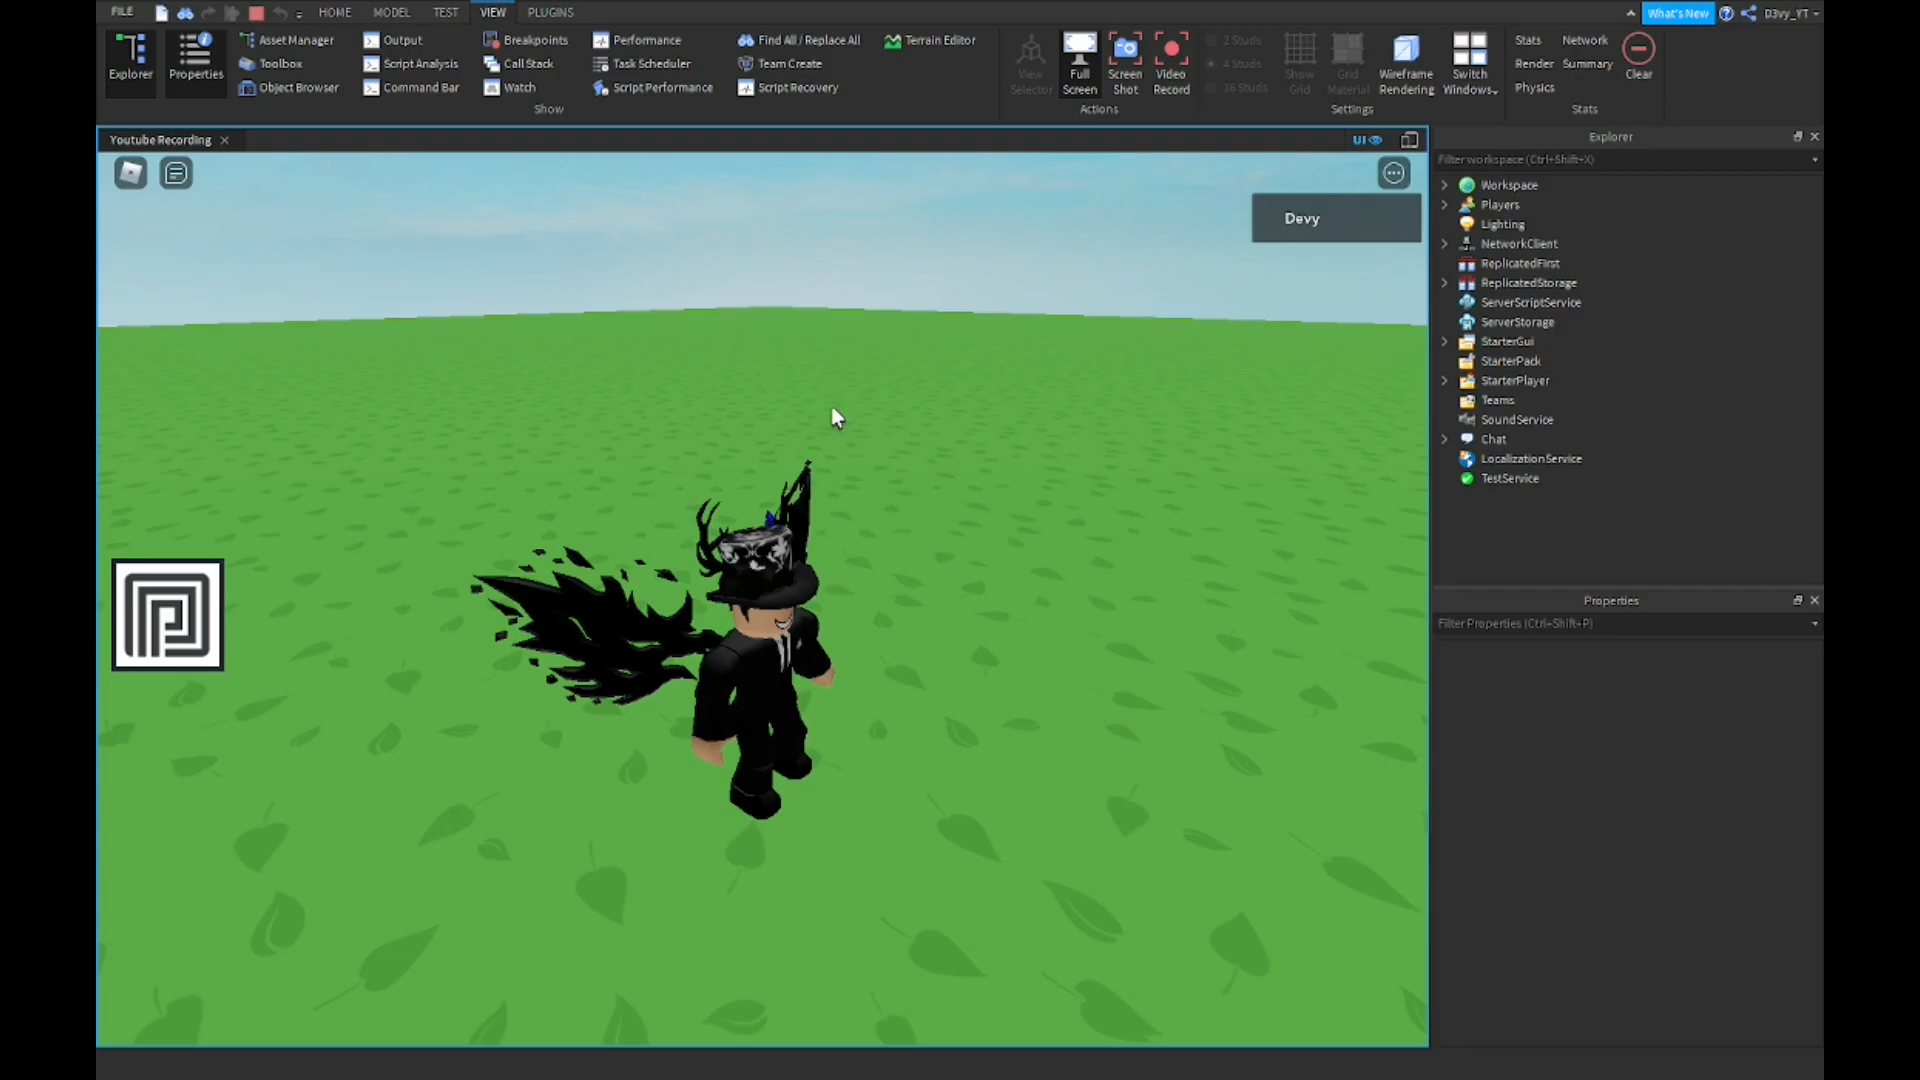 FILE HOME MODEL TEST VIEW PLUGINS What's New D3vy_YT
Explorer
Properties
Asset Manager
Toolbox
Object Browser
Output
Script Analysis
Command Bar
Breakpoints
Call Stack
Watch
Performance
Task Scheduler
Script Performance
Find All / Replace All
Team Create
Script Recovery
Terrain Editor
Show
View
Selector
Full
Screen
Screen
Shot
Video
Record
Actions
2 Studs
4 Studs
16 Studs
Show
Grid
Grid
Material
Wireframe
Rendering
Switch
Windows
Settings
Stats
Render
Physics
Network
Summary
Clear
Stats
Youtube Recording
UI
Devy
Explorer
Filter workspace (Ctrl+Shift+X)
Workspace
Players
Lighting
NetworkClient
ReplicatedFirst
ReplicatedStorage
ServerScriptService
ServerStorage
StarterGui
StarterPack
StarterPlayer
Teams
SoundService
Chat
LocalizationService
TestService
Properties
Filter Properties (Ctrl+Shift+P)